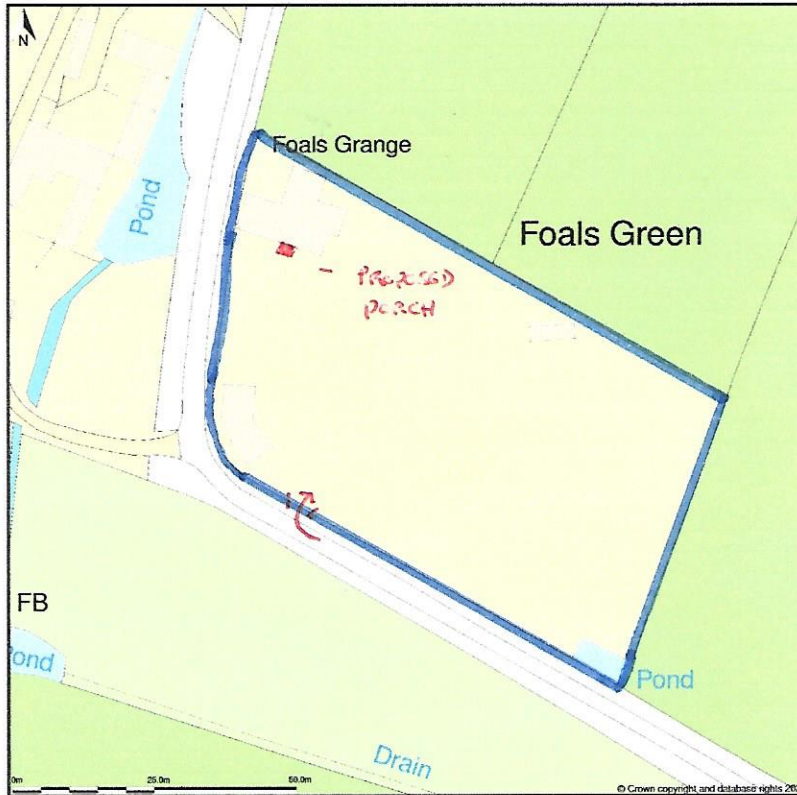 N
Foals Grange
Pond
Foals Green
PROPOSED
PORCH
FB
Pond
Pond
Drain
0m 25.0m 50.0m
© Crown copyright and database rights